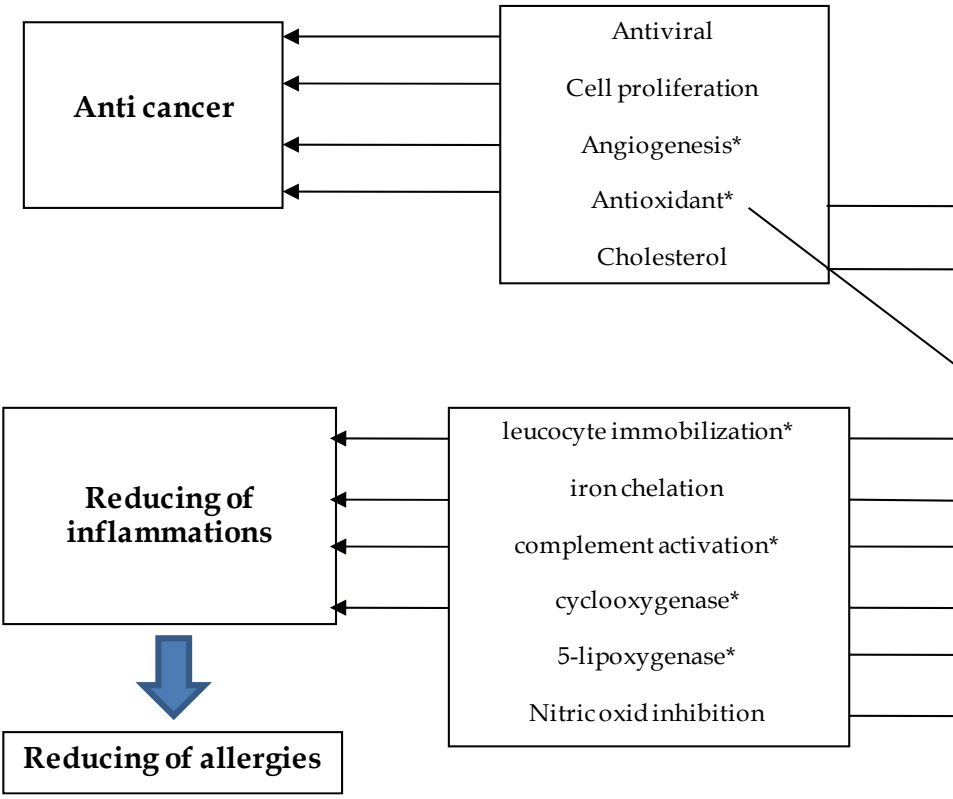 Anti cancer
Antiviral
Cell proliferation
Angiogenesis*
Antioxidant*
Cholesterol
Reducing of
inflammations
leucocyte immobilization*
iron chelation
complement activation*
cyclooxygenase*
5-lipoxygenase*
Nitric oxid inhibition
Reducing of allergies